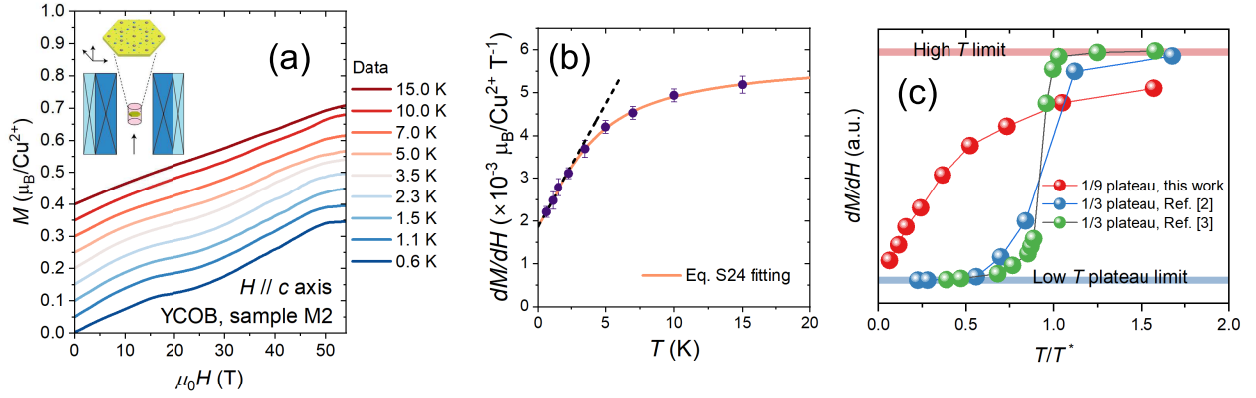 (a)
M (μB/Cu2+)
1.0
0.9
0.8
0.7
0.6
0.5
0.4
0.3
0.2
0.1
0.0
0
10
20
30
40
50
μ0H (T)
H // c axis
YCOB, sample M2
Data
15.0 K
10.0 K
7.0 K
5.0 K
3.5 K
2.3 K
1.5 K
1.1 K
0.6 K
(b)
dM/dH (×10-3 μB/Cu2+ T-1)
6
5
4
3
2
1
0
0
5
10
15
20
T (K)
Eq. S24 fitting
(c)
dM/dH (a.u.)
High T limit
1/9 plateau, this work
1/3 plateau, Ref. [2]
1/3 plateau, Ref. [3]
Low T plateau limit
0.0
0.5
1.0
1.5
2.0
T/T*